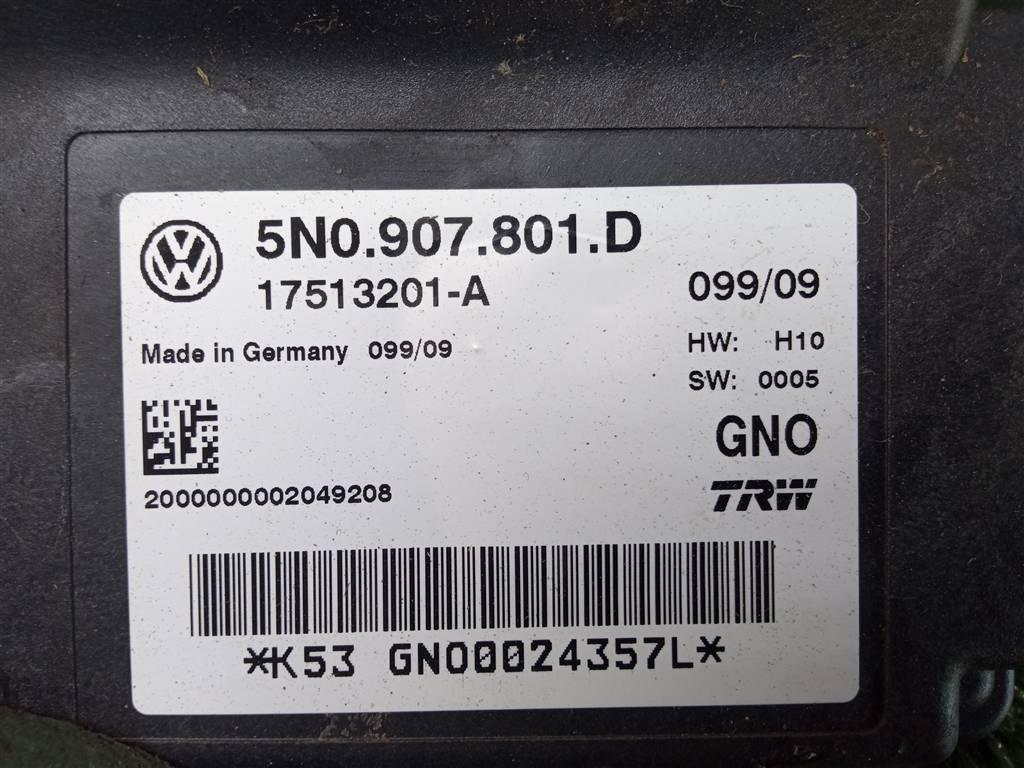 5N0.907.801.D
17513201-A
099/09
Made in Germany 099/09
HW: H10
SW: 0005
GNO
2000000002049208
TRW
*K53 GNO0024357L*